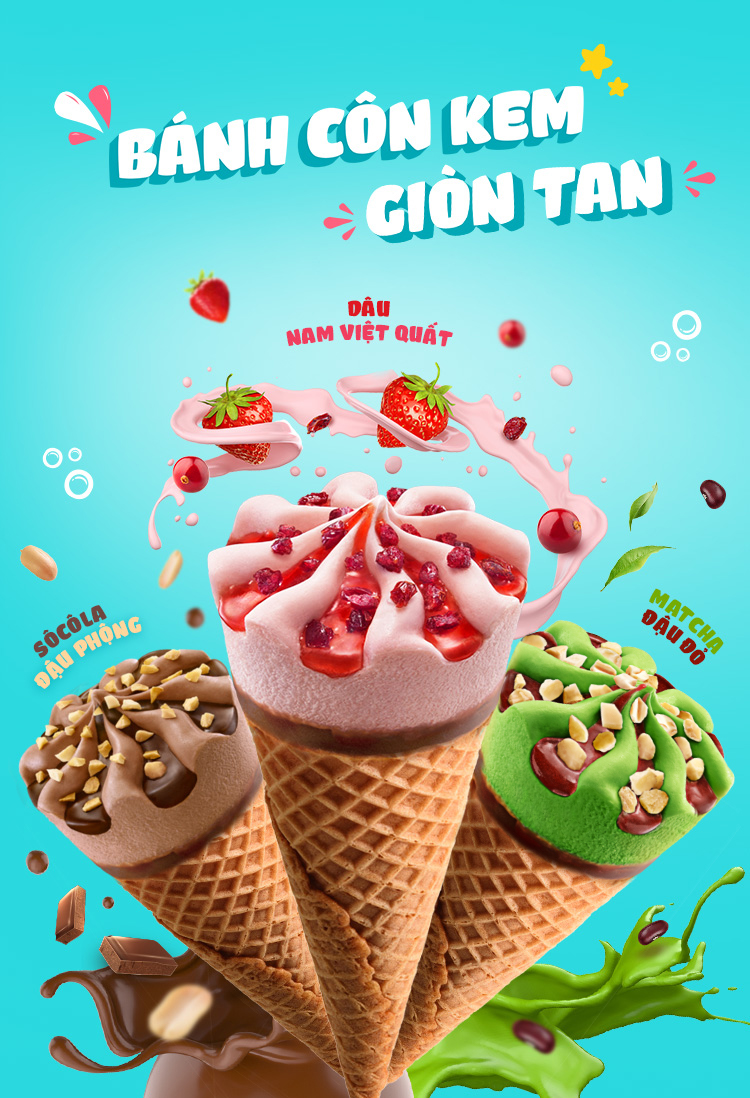 BÁNH CÔN KEM
GIÒN TAN
DÂU
NAM VIỆT QUẤT
SÔCÔLA
ĐẬU PHỘNG
MATCHA
ĐẬU ĐỎ